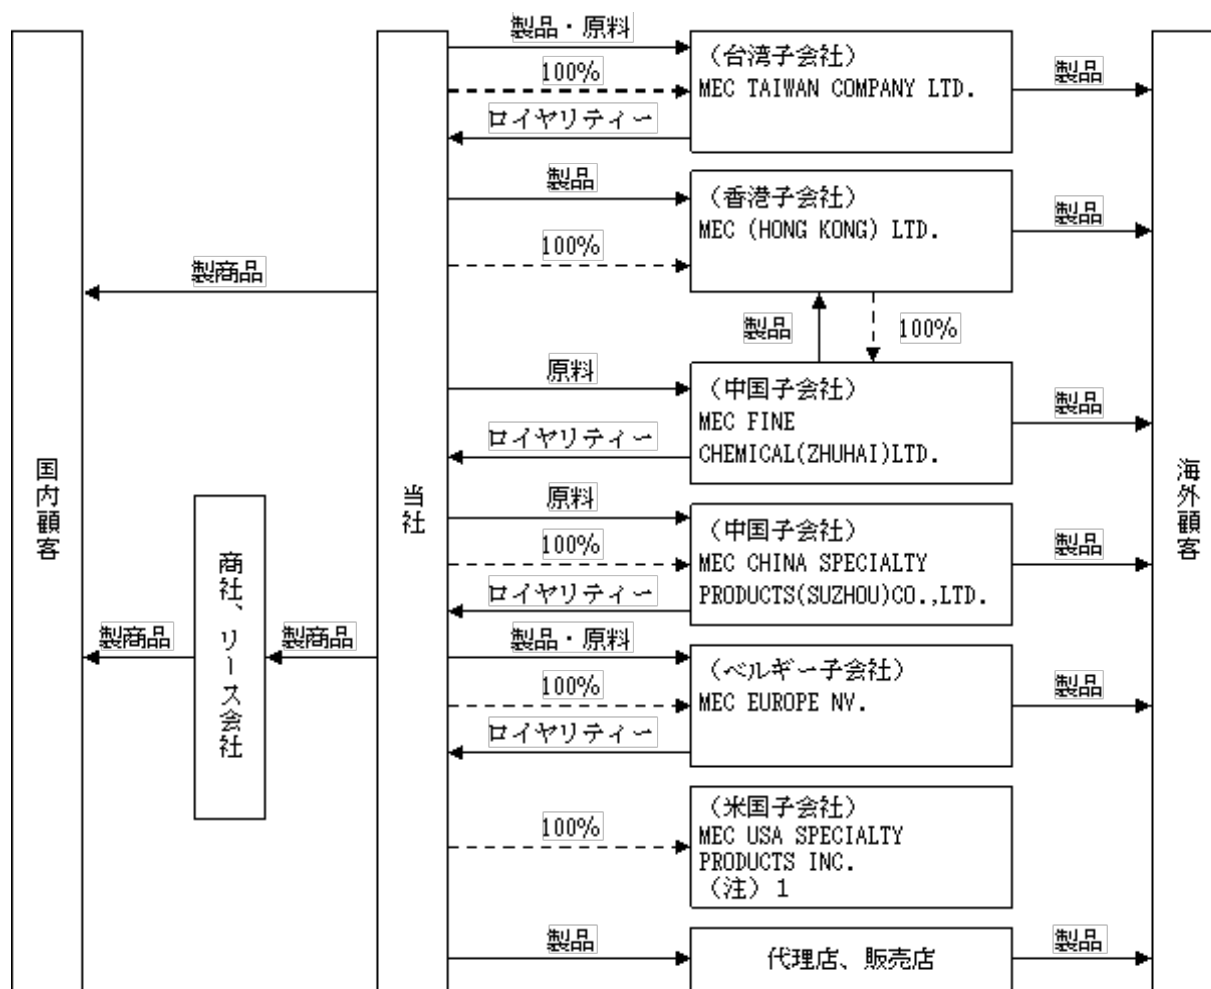 国内顧客
製商品
製商品
商社、リース会社
製商品
当社
製品・原料
100%
ロイヤリティー
(台湾子会社)
MEC TAIWAN COMPANY LTD.
製品
製品
100%
(香港子会社)
MEC (HONG KONG) LTD.
製品
製品
100%
原料
ロイヤリティー
(中国子会社)
MEC FINE
CHEMICAL(ZHUHAI)LTD.
製品
原料
100%
ロイヤリティー
(中国子会社)
MEC CHINA SPECIALTY
PRODUCTS(SUZHOU)CO.,LTD.
製品
製品・原料
100%
ロイヤリティー
(ベルギー子会社)
MEC EUROPE NV.
製品
100%
(米国子会社)
MEC USA SPECIALTY
PRODUCTS INC.
(注)1
製品
代理店、販売店
製品
海外顧客